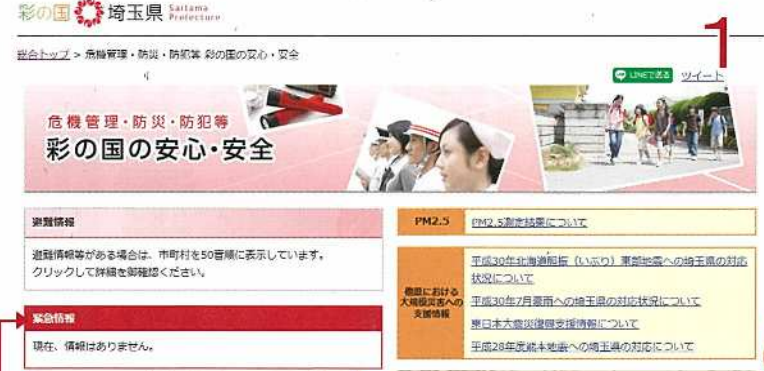 彩の国 埼玉県 Saitama Prefecture
1
総合トップ > 危機管理・防災・防犯等 彩の国の安心・安全
LINEで送る ツイート
危機管理・防災・防犯等
彩の国の安心・安全
避難情報
避難情報等がある場合は、市町村を50音順に表示しています。
クリックして詳細を御確認ください。
緊急情報
現在、情報はありません。
PM2.5 PM2.5測定結果について
大規模災害への
支援情報
平成30年北海道胆振（いぶり）東部地震への埼玉県の対応
状況について
平成30年7月豪雨への埼玉県の対応状況について
東日本大震災復興支援情報について
平成28年度熊本地震への埼玉県の対応について